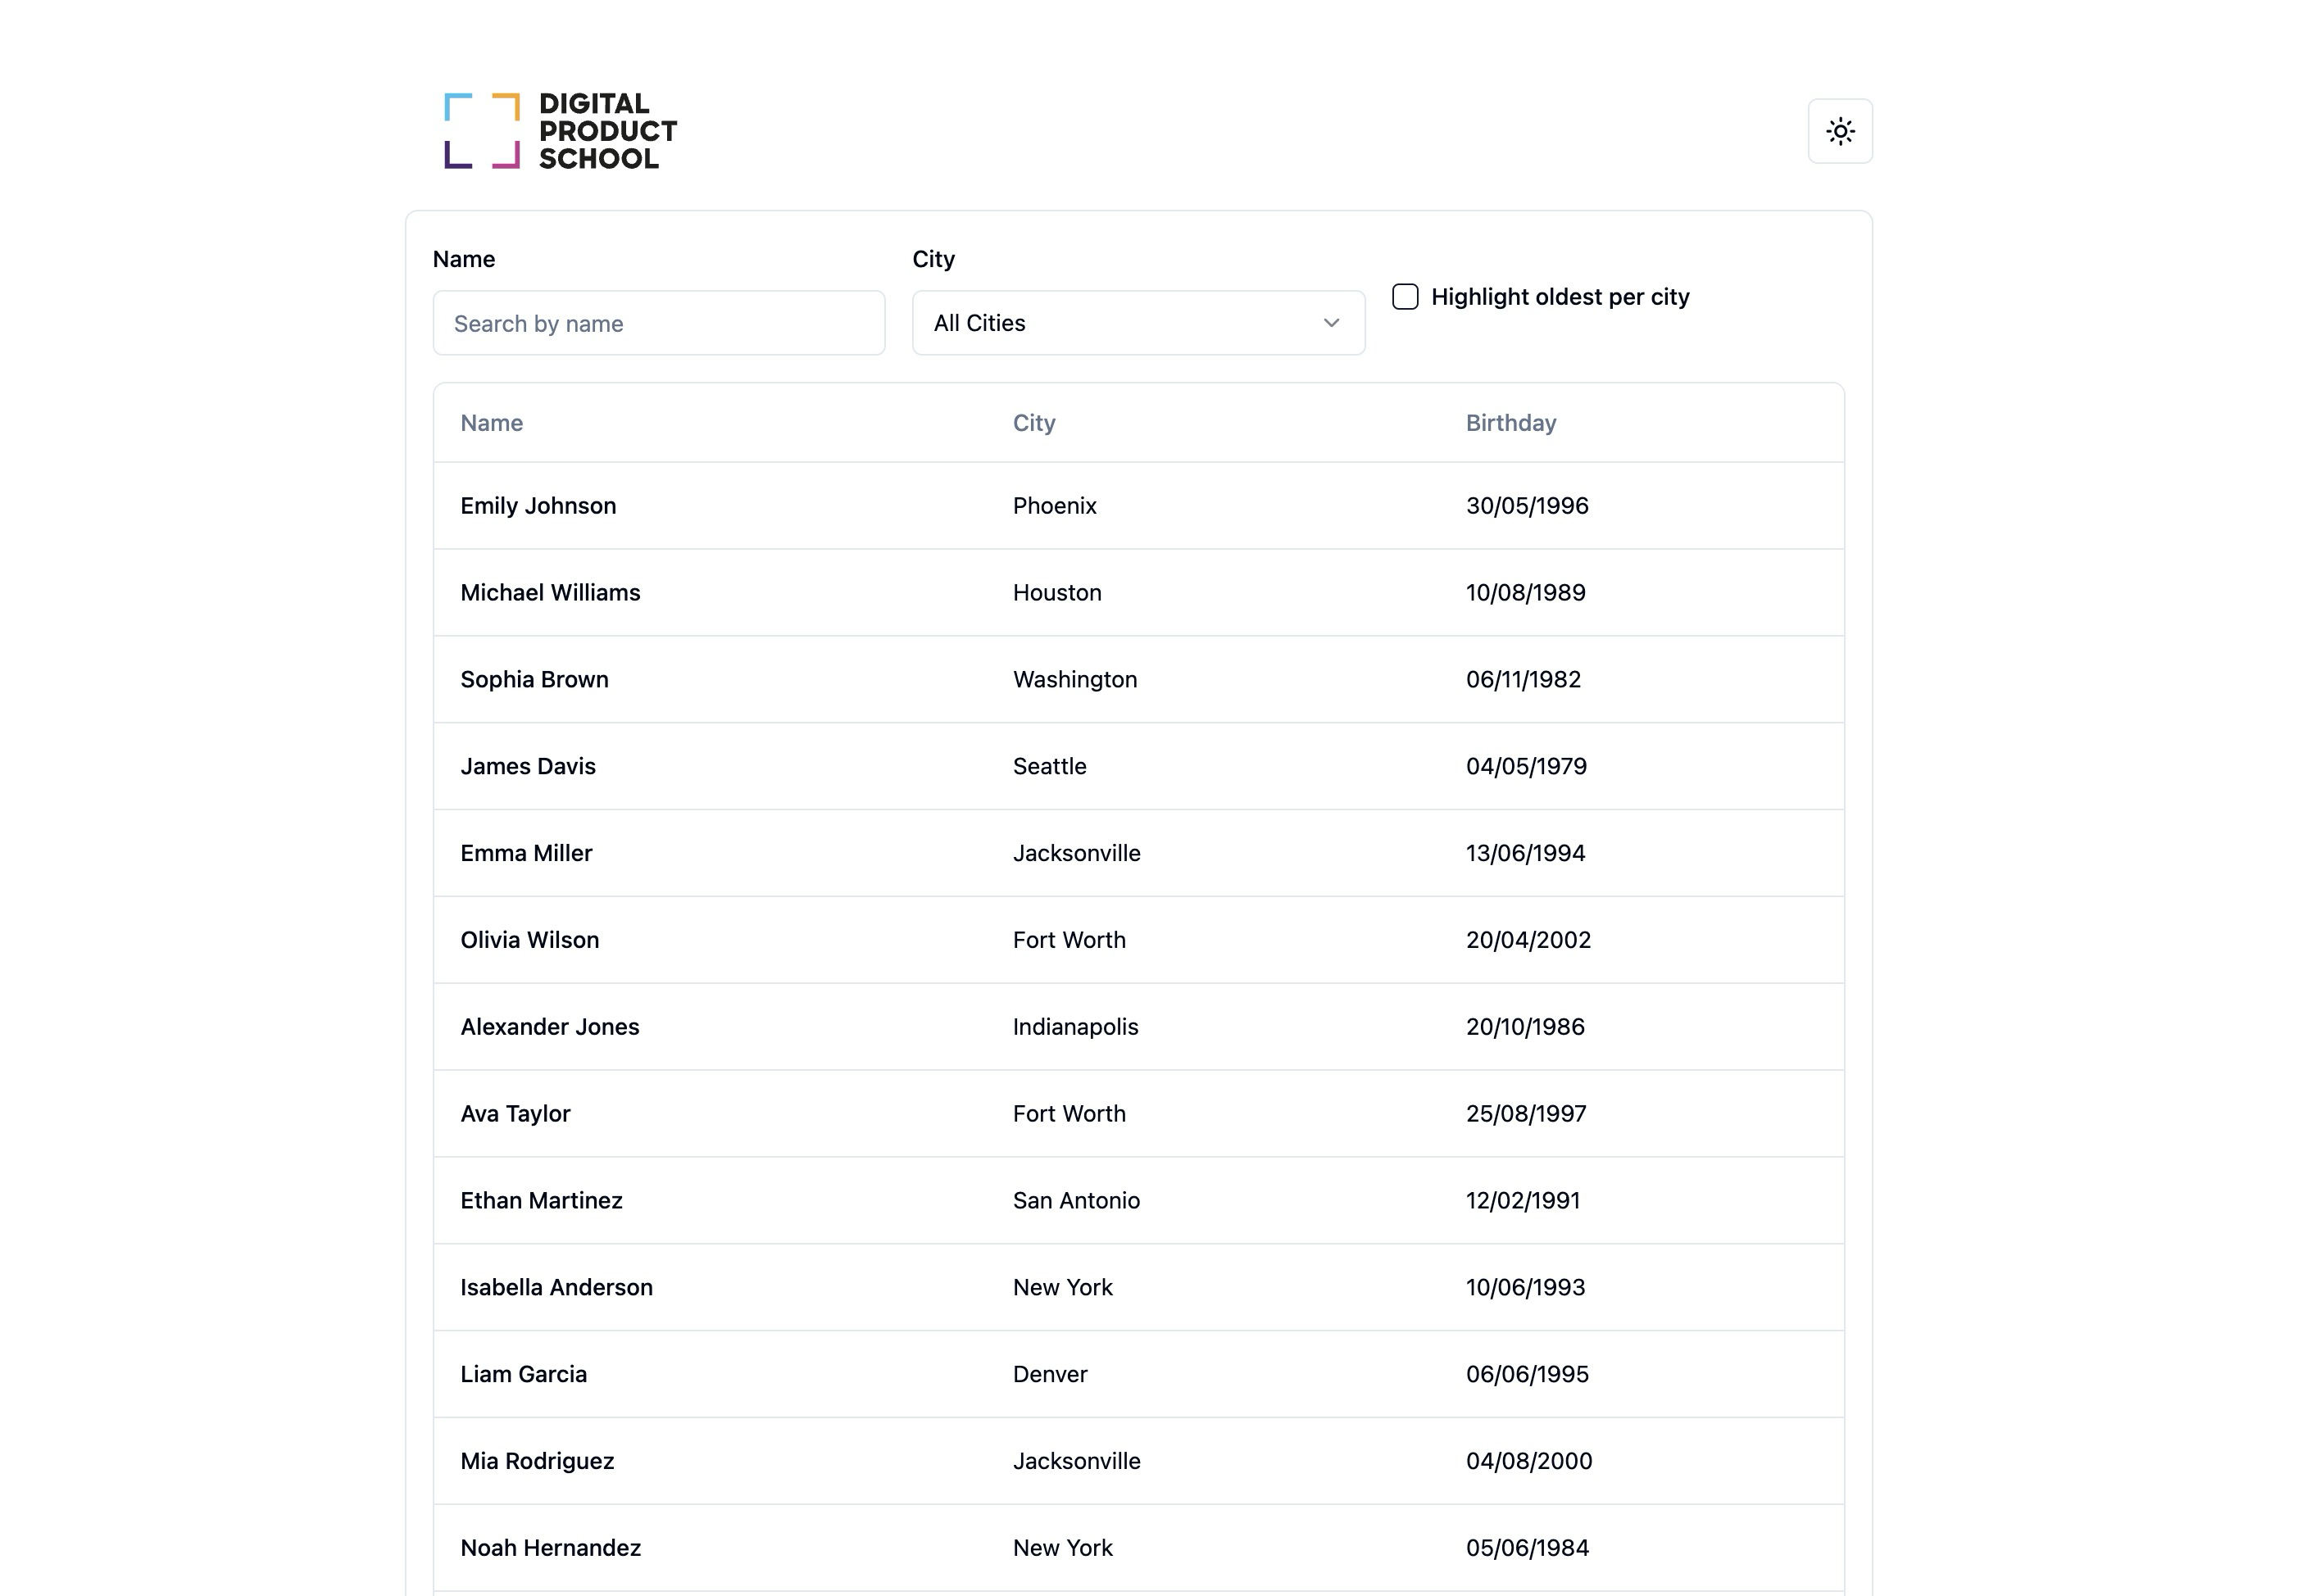 DIGITAL
PRODUCT
SCHOOL
Name City
Search by name All Cities Highlight oldest per city
Name City Birthday
Emily Johnson Phoenix 30/05/1996
Michael Williams Houston 10/08/1989
Sophia Brown Washington 06/11/1982
James Davis Seattle 04/05/1979
Emma Miller Jacksonville 13/06/1994
Olivia Wilson Fort Worth 20/04/2002
Alexander Jones Indianapolis 20/10/1986
Ava Taylor Fort Worth 25/08/1997
Ethan Martinez San Antonio 12/02/1991
Isabella Anderson New York 10/06/1993
Liam Garcia Denver 06/06/1995
Mia Rodriguez Jacksonville 04/08/2000
Noah Hernandez New York 05/06/1984